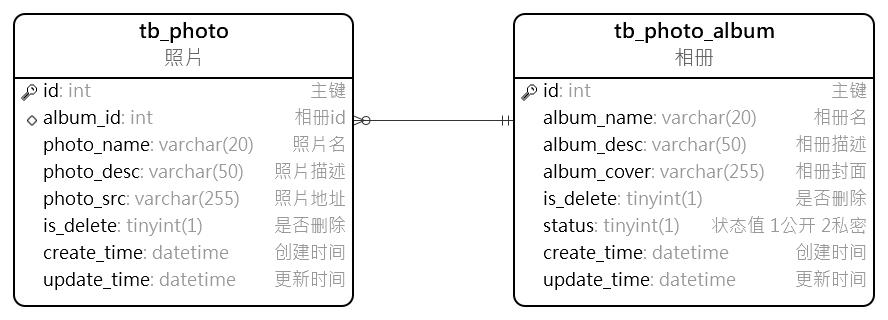 tb_photo
照片
id: int 主键
album_id: int 相册id
photo_name: varchar(20) 照片名
photo_desc: varchar(50) 照片描述
photo_src: varchar(255) 照片地址
is_delete: tinyint(1) 是否删除
create_time: datetime 创建时间
update_time: datetime 更新时间
tb_photo_album
相册
id: int 主键
album_name: varchar(20) 相册名
album_desc: varchar(50) 相册描述
album_cover: varchar(255) 相册封面
is_delete: tinyint(1) 是否删除
status: tinyint(1) 状态值 1公开 2私密
create_time: datetime 创建时间
update_time: datetime 更新时间